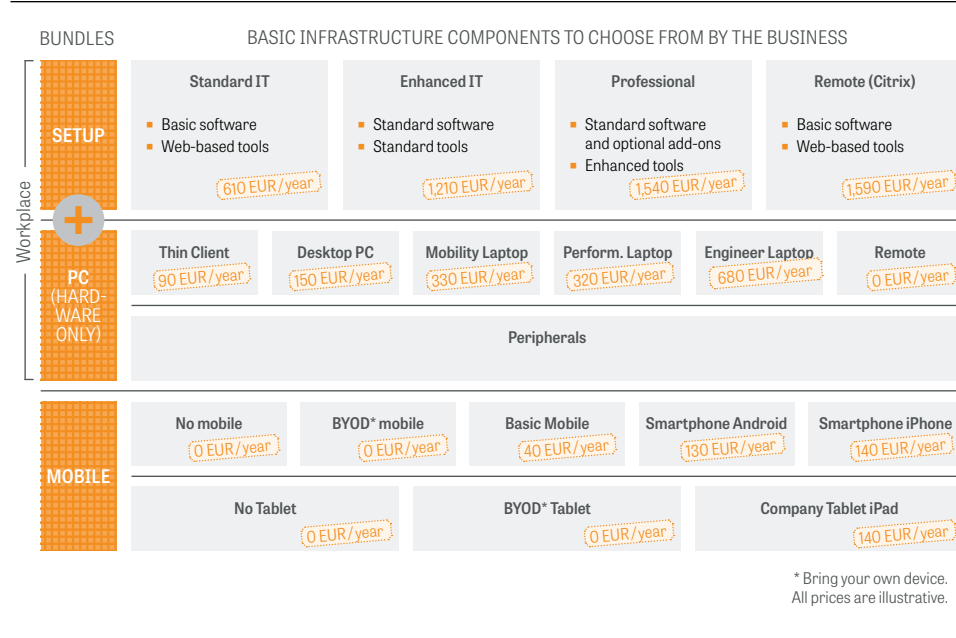 BUNDLES
BASIC INFRASTRUCTURE COMPONENTS TO CHOOSE FROM BY THE BUSINESS
Workplace
SETUP
Standard IT
Basic software
Web-based tools
610 EUR/year
Enhanced IT
Standard software
Standard tools
1,210 EUR/year
Professional
Standard software
and optional add-ons
Enhanced tools
1,540 EUR/year
Remote (Citrix)
Basic software
Web-based tools
1,590 EUR/year
+
PC
(HARD-
WARE
ONLY)
Thin Client
90 EUR/year
Desktop PC
150 EUR/year
Mobility Laptop
330 EUR/year
Perform. Laptop
320 EUR/year
Engineer Laptop
680 EUR/year
Remote
0 EUR/year
Peripherals
MOBILE
No mobile
0 EUR/year
BYOD* mobile
0 EUR/year
Basic Mobile
40 EUR/year
Smartphone Android
130 EUR/year
Smartphone iPhone
140 EUR/year
No Tablet
0 EUR/year
BYOD* Tablet
0 EUR/year
Company Tablet iPad
140 EUR/year
* Bring your own device.
All prices are illustrative.